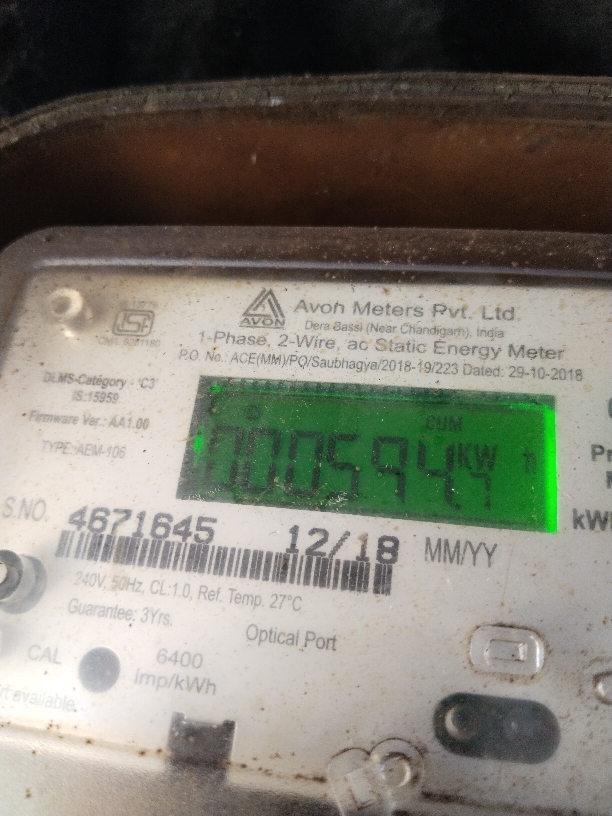 Avon Meters Pvt. Ltd.
AVON
Dera Bassi (Near Chandigarh), India
1-Phase, 2-Wire, ac Static Energy Meter
P.O. No.: ACE(MM)/PQ/Saubhagya/2018-19/223 Dated: 29-10-2018
DLMS-Category - 'C3'
IS:15959
Firmware Ver.: AA1.00
TYPE: AEM-106
CUM
KW h
S.NO. 4671645 12/18 MM/YY
240V, 50Hz, CL:1.0, Ref. Temp. 27°C
Guarantee: 3Yrs.
Optical Port
CAL
6400
imp/kWh
available.